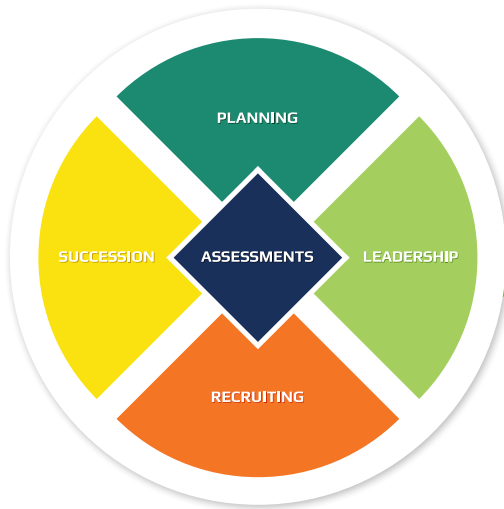 PLANNING
SUCCESSION
ASSESSMENTS
LEADERSHIP
RECRUITING